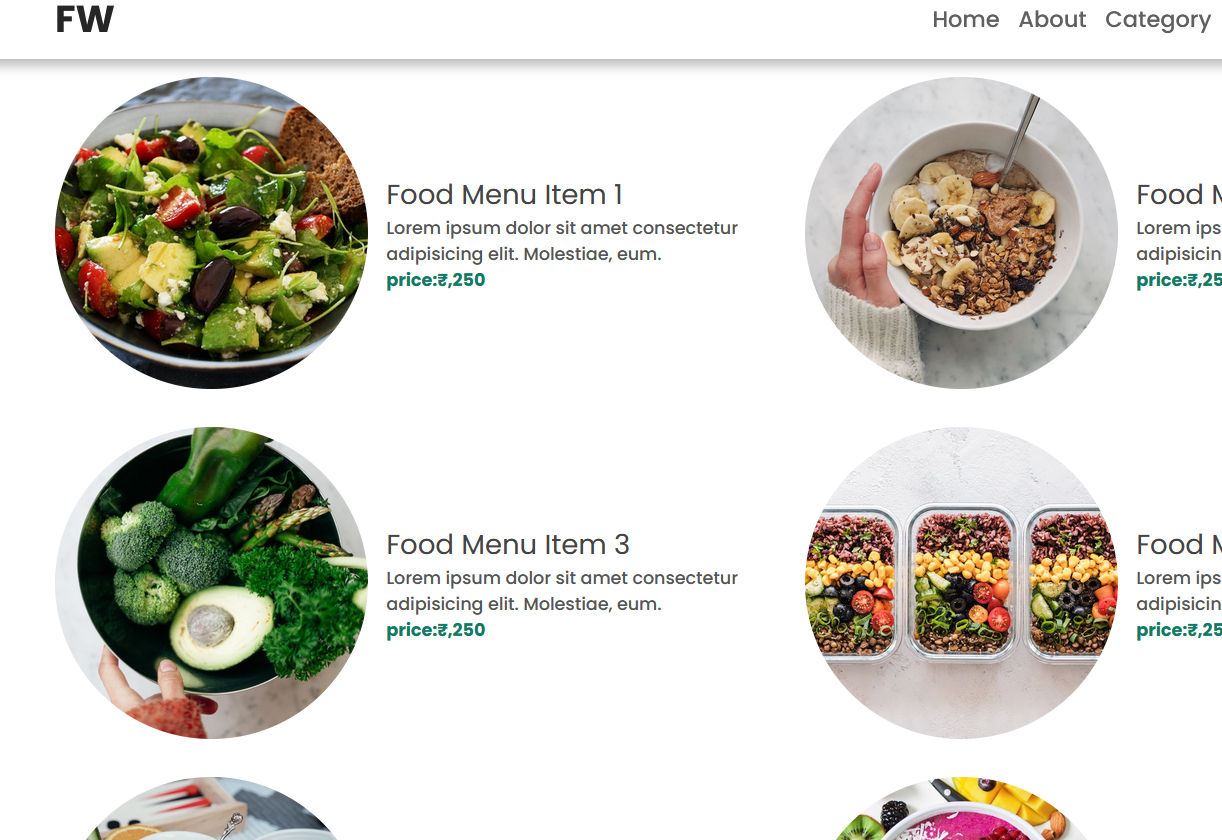 FW
Home About Category
Food Menu Item 1
Lorem ipsum dolor sit amet consectetur
adipisicing elit. Molestiae, eum.
price:₹,250
Food M
Lorem ips
adipisicin
price:₹,25
Food Menu Item 3
Lorem ipsum dolor sit amet consectetur
adipisicing elit. Molestiae, eum.
price:₹,250
Food M
Lorem ips
adipisicin
price:₹,25